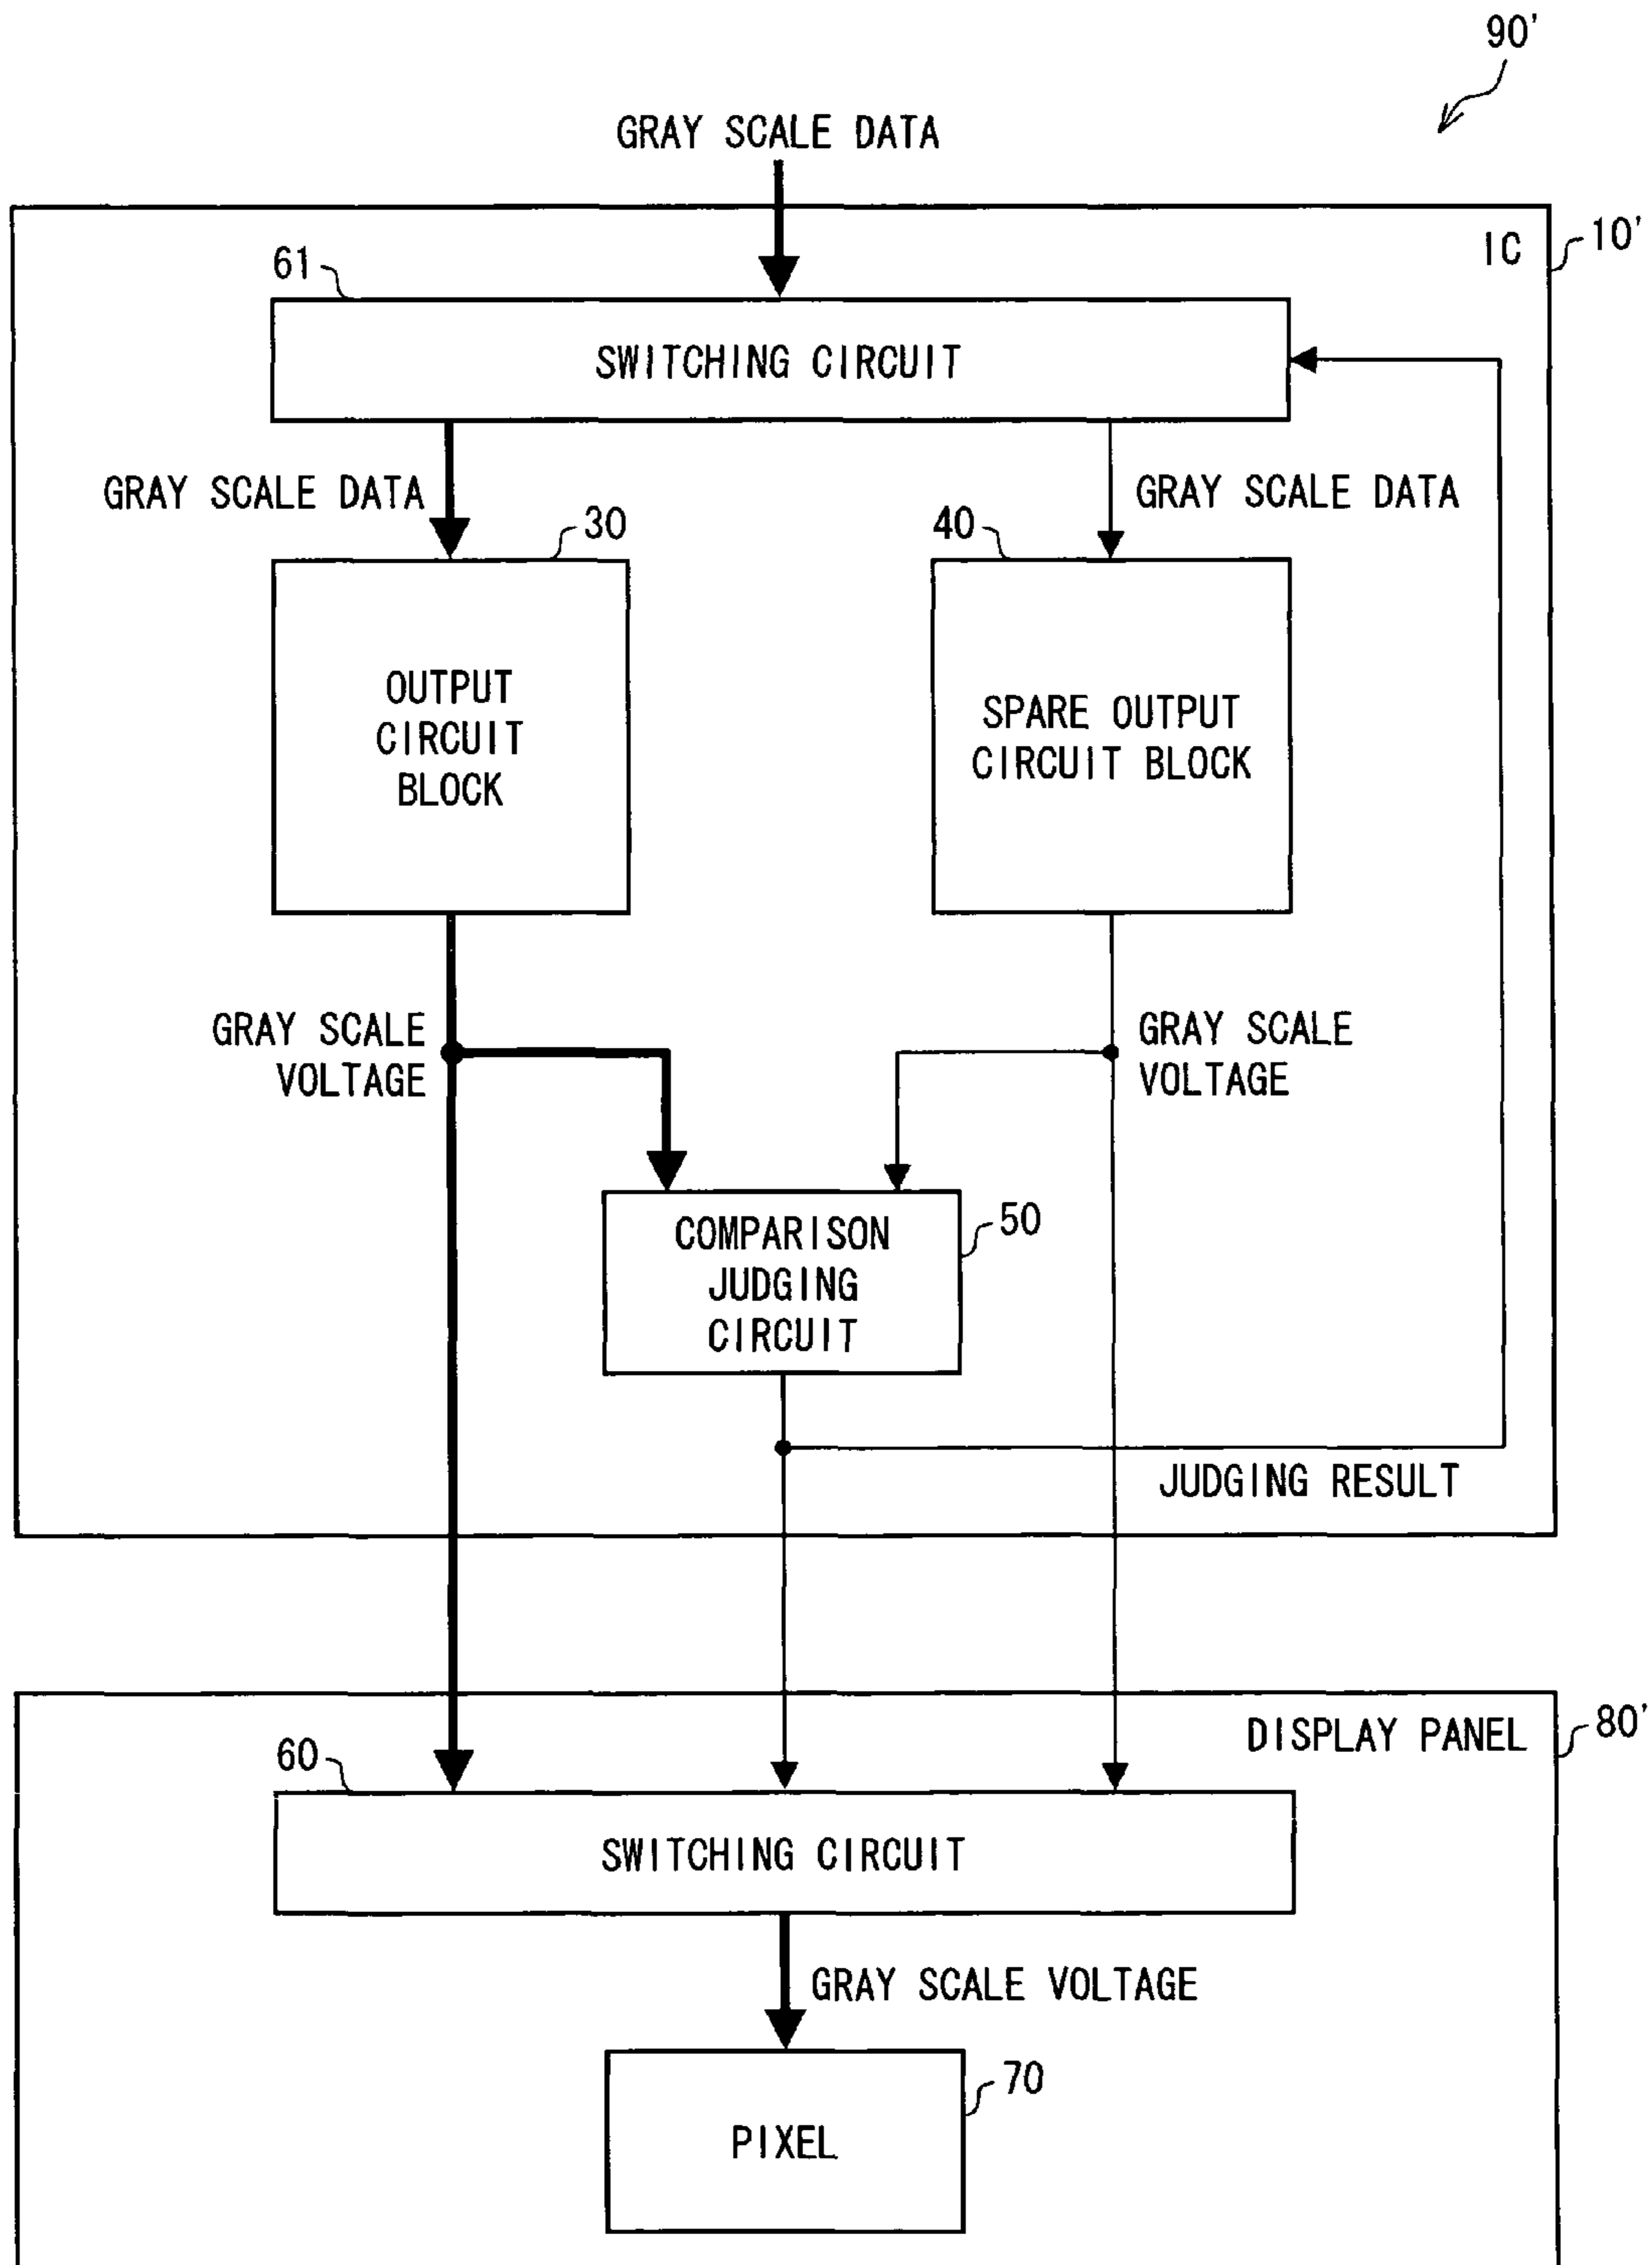 90'
GRAY SCALE DATA
IC
10'
61
SWITCHING CIRCUIT
GRAY SCALE DATA
GRAY SCALE DATA
30
40
OUTPUT
CIRCUIT
BLOCK
SPARE OUTPUT
CIRCUIT BLOCK
GRAY SCALE
VOLTAGE
GRAY SCALE
VOLTAGE
50
COMPARISON
JUDGING
CIRCUIT
JUDGING RESULT
DISPLAY PANEL
80'
60
SWITCHING CIRCUIT
GRAY SCALE VOLTAGE
70
PIXEL